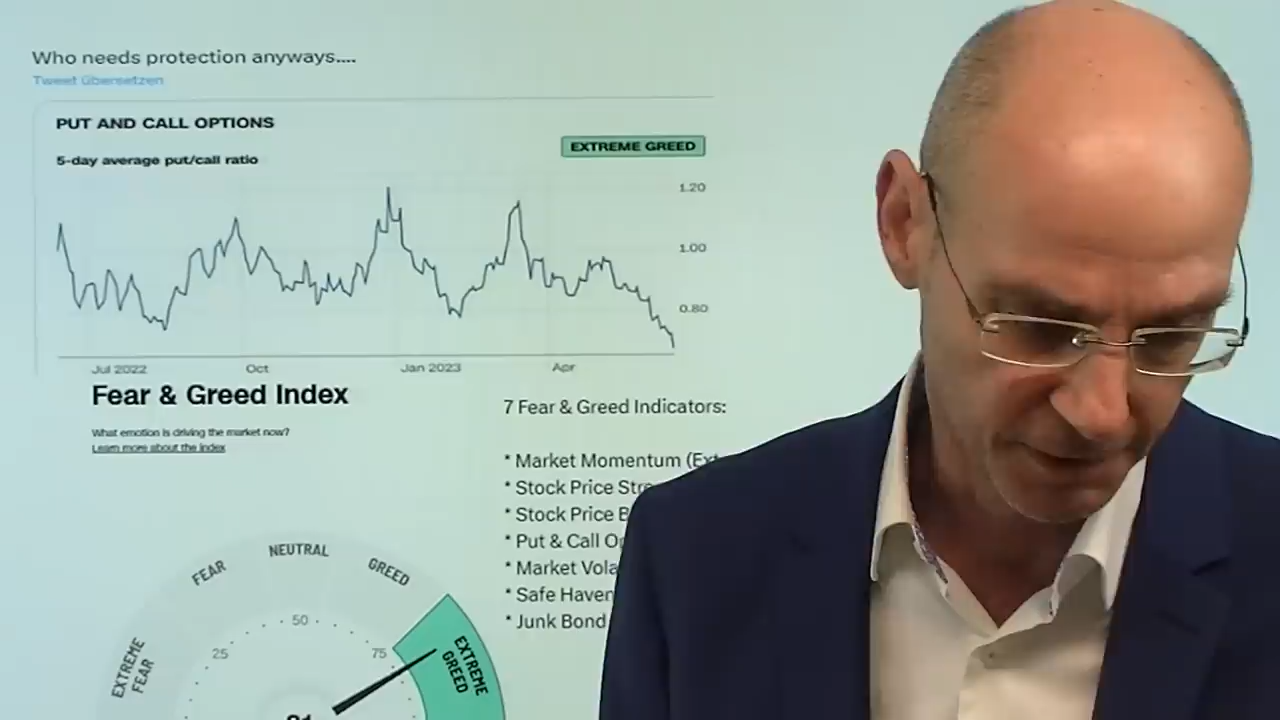 Who needs protection anyways....
Tweet übersetzen
PUT AND CALL OPTIONS
EXTREME GREED
5-day average put/call ratio
1.20
1.00
0.80
Jul 2022
Oct
Jan 2023
Apr
Fear & Greed Index
What emotion is driving the market now?
Learn more about the index
EXTREME FEAR
FEAR
NEUTRAL
GREED
EXTREME GREED
25
50
75
7 Fear & Greed Indicators:
* Market Momentum
* Stock Price
* Stock Price
* Put & Call
* Market
* Safe Haven
* Junk Bond